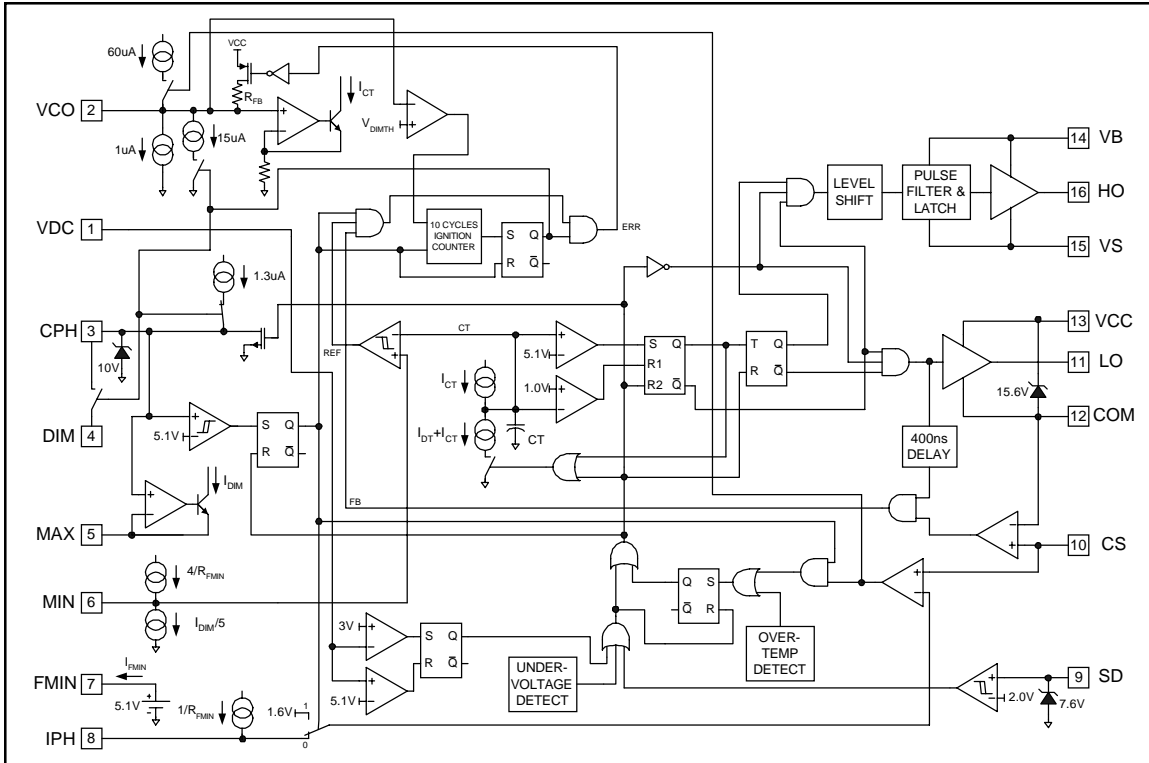 60uA
VCC
R_FB
I_CT
VCO 2
+
−
V_DIMTH
−
+
1uA
15uA
VDC 1
10 CYCLES
IGNITION
COUNTER
S Q
R Q̅
ERR
LEVEL
SHIFT
PULSE
FILTER &
LATCH
14 VB
16 HO
15 VS
1.3uA
CPH 3
10V
REF
+
CT
+
5.1V −
S Q
R1
R2 Q̅
T Q
R Q̅
13 VCC
11 LO
15.6V
12 COM
I_CT
1.0V +
−
I_DT+I_CT
CT
DIM 4
+
5.1V −
S Q
R Q̅
400ns
DELAY
I_DIM
FB
MAX 5
+
−
−
+
10 CS
4/R_FMIN
MIN 6
I_DIM/5
3V +
−
S Q
R Q̅
+
5.1V −
Q S
Q̅ R
+
−
UNDER-
VOLTAGE
DETECT
OVER-
TEMP
DETECT
I_FMIN
FMIN 7
5.1V +
−
1/R_FMIN
1.6V 1
0
IPH 8
+
− 2.0V
9 SD
7.6V